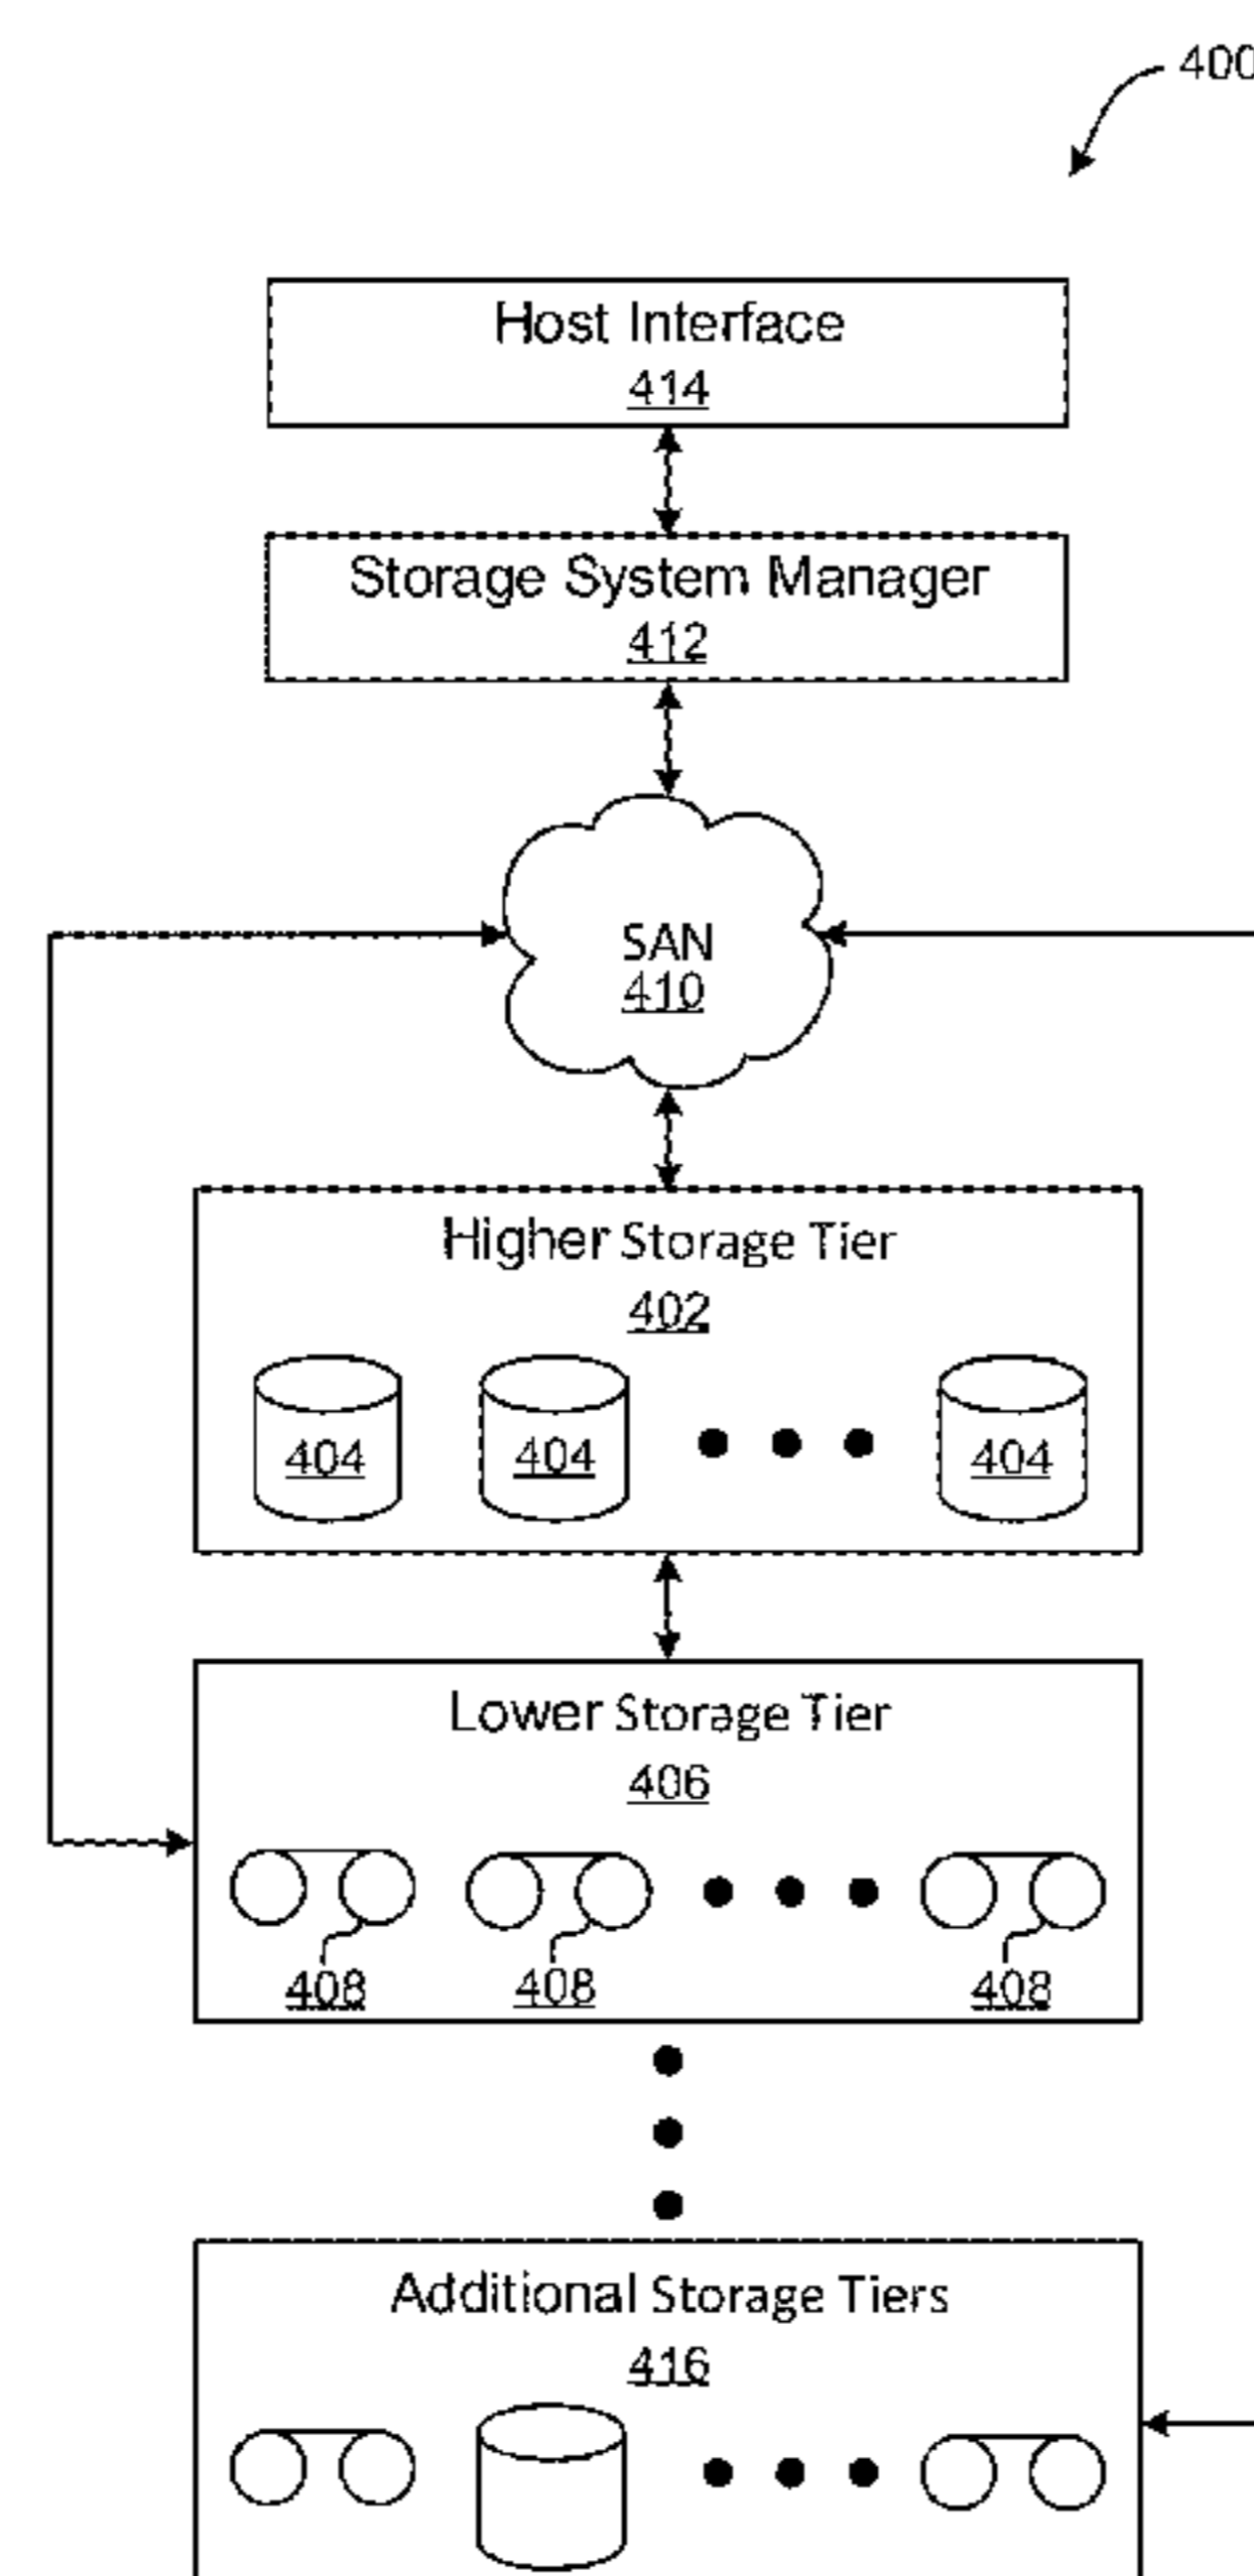 400
Host Interface
414
Storage System Manager
412
SAN
410
Higher Storage Tier
402
404 404 404
Lower Storage Tier
406
408 408 408
Additional Storage Tiers
416